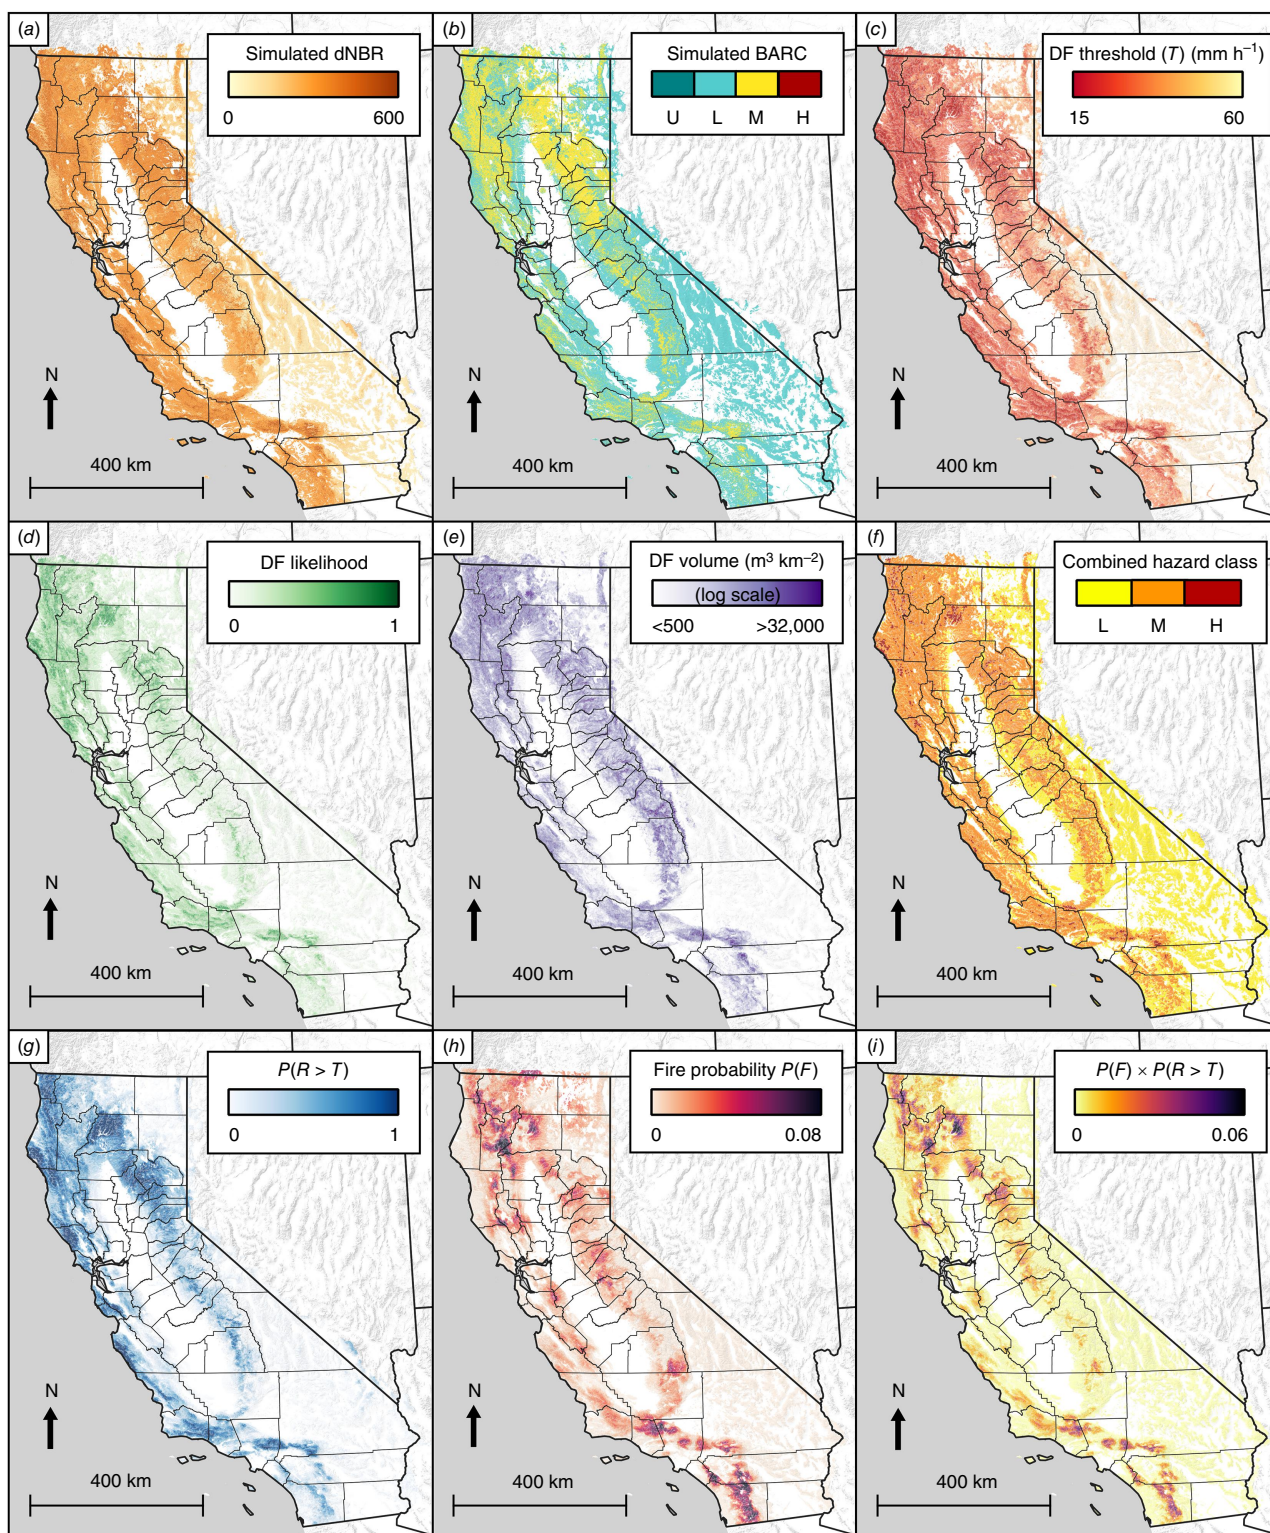 (a)
Simulated dNBR
0 600
N
400 km
(b)
Simulated BARC
U L M H
N
400 km
(c)
DF threshold (T) (mm h⁻¹)
15 60
N
400 km
(d)
DF likelihood
0 1
N
400 km
(e)
DF volume (m³ km⁻²)
(log scale)
<500 >32,000
N
400 km
(f)
Combined hazard class
L M H
N
400 km
(g)
P(R > T)
0 1
N
400 km
(h)
Fire probability P(F)
0 0.08
N
400 km
(i)
P(F) × P(R > T)
0 0.06
N
400 km